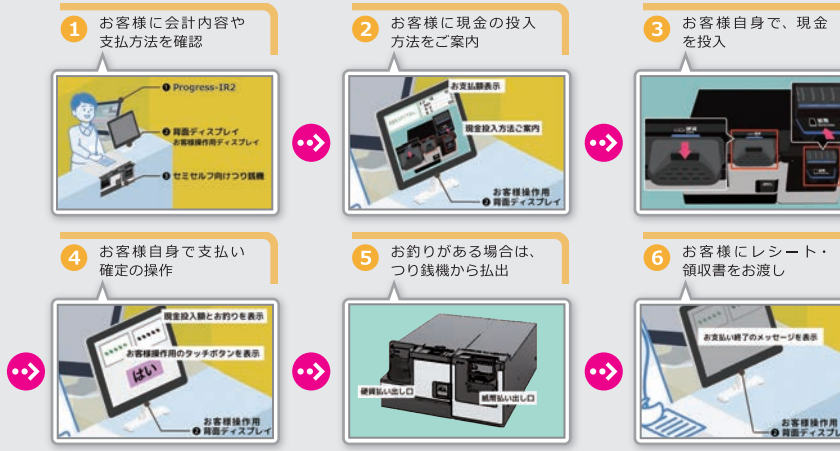 1
お客様に会計内容や
支払方法を確認
❶ Progress-IR2
❷ 背面ディスプレイ
お客様操作用ディスプレイ
❸ セミセルフ向けつり銭機
2
お客様に現金の投入
方法をご案内
お支払額表示
現金投入方法ご案内
お客様操作用
❷ 背面ディスプレイ
3
お客様自身で、現金
を投入
4
お客様自身で支払い
確定の操作
現金投入額とお釣りを表示
お客様操作用のタッチボタンを表示
はい
お客様操作用
❷ 背面ディスプレイ
5
お釣りがある場合は、
つり銭機から払出
硬貨払い出し口
紙幣払い出し口
6
お客様にレシート・
領収書をお渡し
お支払い終了のメッセージを表示
お客様操作用
❷ 背面ディスプレ